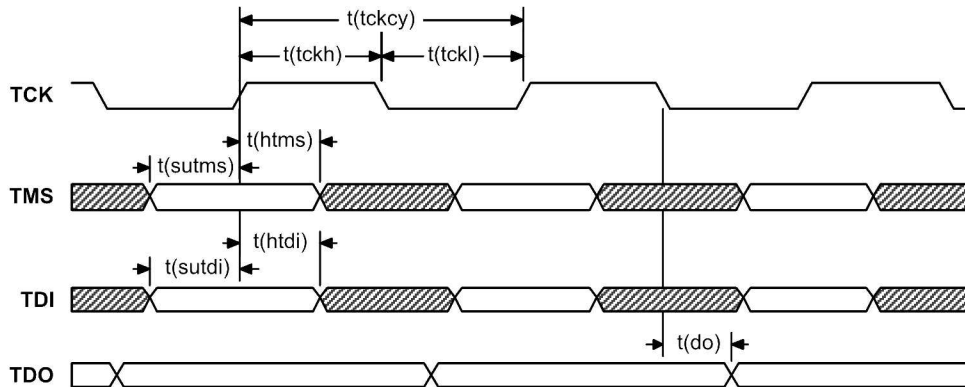 t(tckcy)
t(tckh) t(tckl)
TCK
t(htms)
t(sutms)
TMS
t(htdi)
t(sutdi)
TDI
t(do)
TDO